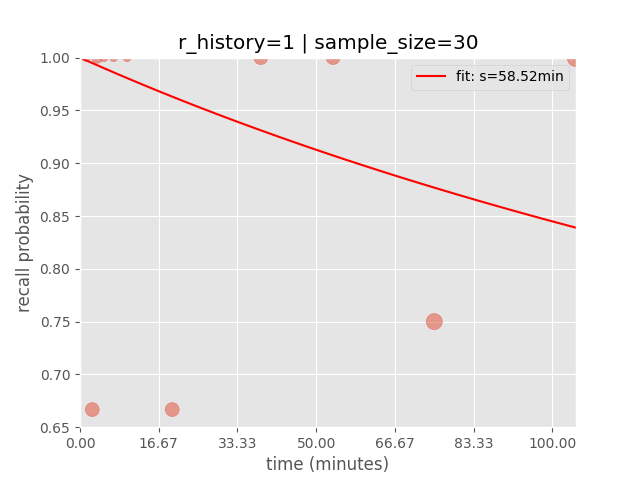 r_history=1 | sample_size=30
fit: s=58.52min
recall probability
1.00
0.95
0.90
0.85
0.80
0.75
0.70
0.65
0.00 16.67 33.33 50.00 66.67 83.33 100.00
time (minutes)